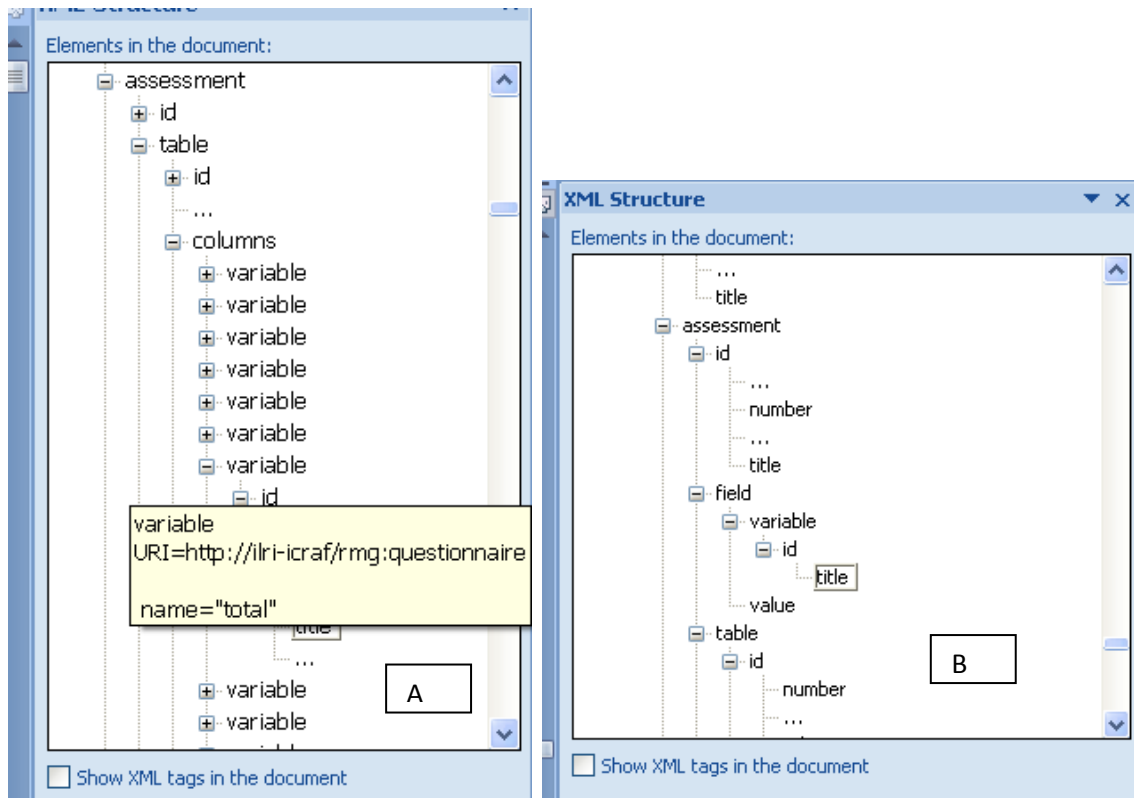 XML Structure
Elements in the document:
assessment
id
table
id
...
columns
variable
variable
variable
variable
variable
variable
variable
id
variable
URI=http://ilri-icraf/rmg:questionnaire
name="total"
title
...
A
variable
variable
Show XML tags in the document
XML Structure
Elements in the document:
...
title
assessment
id
...
number
...
title
field
variable
id
title
value
table
id
B
number
...
Show XML tags in the document